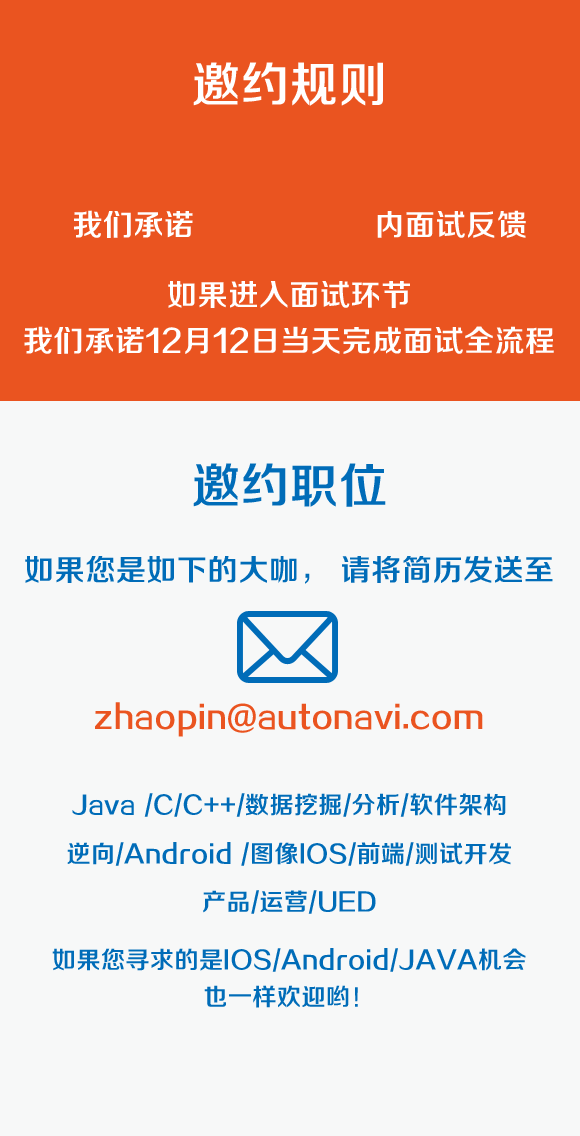 邀约规则
我们承诺 内面试反馈
如果进入面试环节
我们承诺12月12日当天完成面试全流程
邀约职位
如果您是如下的大咖， 请将简历发送至
zhaopin@autonavi.com
Java /C/C++/数据挖掘/分析/软件架构
逆向/Android /图像IOS/前端/测试开发
产品/运营/UED
如果您寻求的是IOS/Android/JAVA机会
也一样欢迎哟！